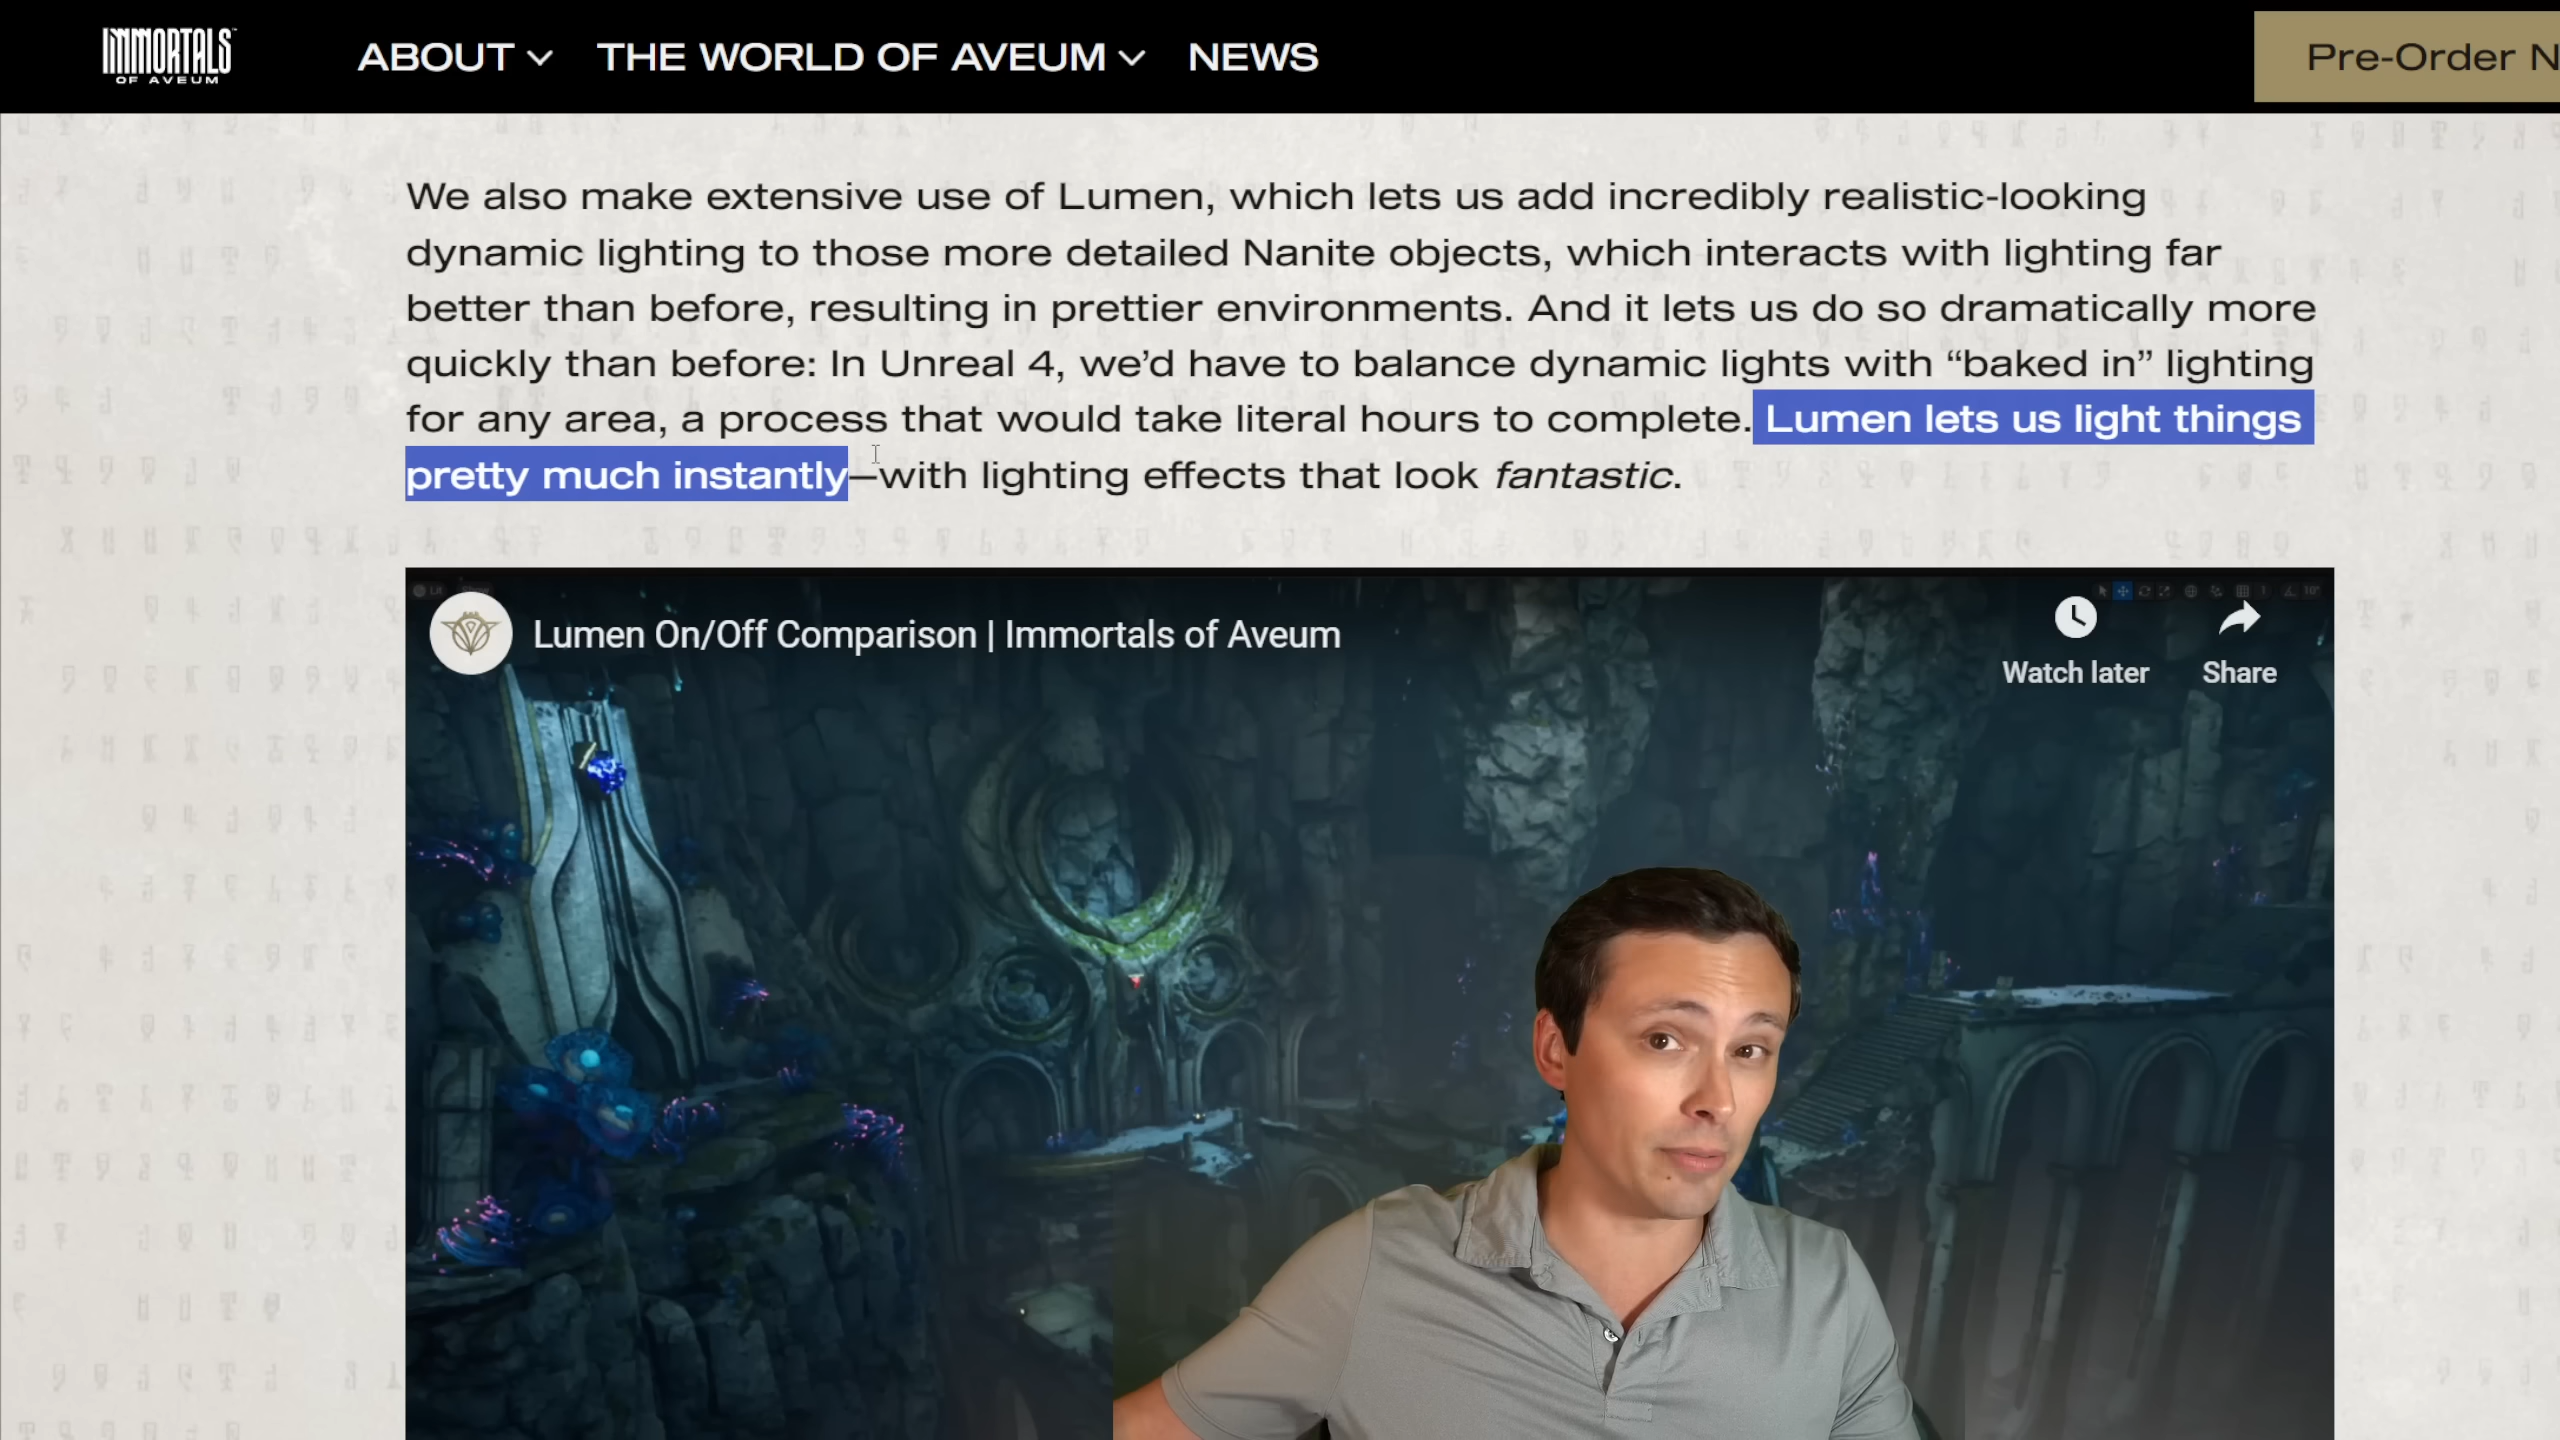 IMMORTALS
OF AVEUM
ABOUT
THE WORLD OF AVEUM
NEWS
Pre-Order N
We also make extensive use of Lumen, which lets us add incredibly realistic-looking
dynamic lighting to those more detailed Nanite objects, which interacts with lighting far
better than before, resulting in prettier environments. And it lets us do so dramatically more
quickly than before: In Unreal 4, we’d have to balance dynamic lights with “baked in” lighting
for any area, a process that would take literal hours to complete. Lumen lets us light things
pretty much instantly—with lighting effects that look fantastic.
Lumen On/Off Comparison | Immortals of Aveum
Watch later
Share